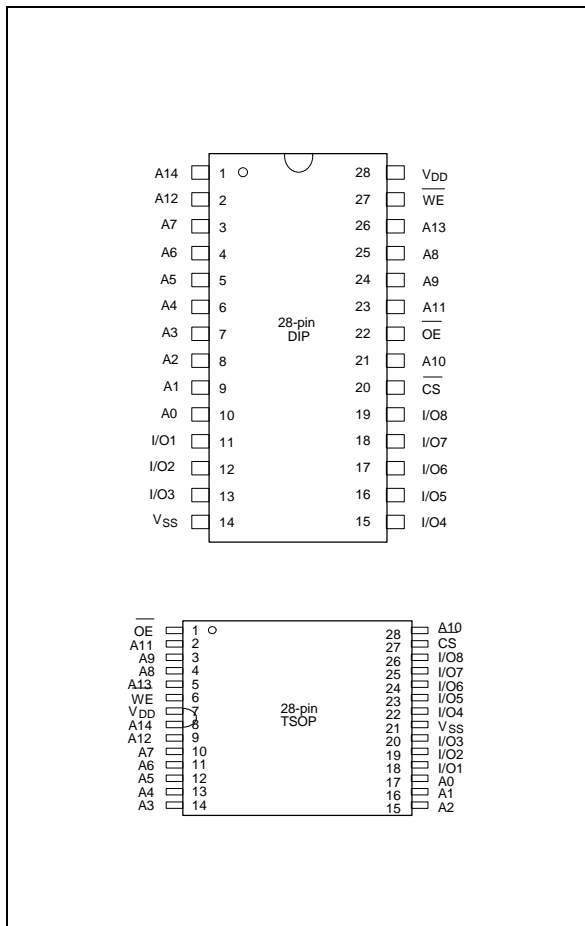 A14 1 28 VDD
A12 2 27 WE
A7 3 26 A13
A6 4 25 A8
A5 5 24 A9
A4 6 23 A11
A3 7 22 OE
28-pin
DIP
A2 8 21 A10
A1 9 20 CS
A0 10 19 I/O8
I/O1 11 18 I/O7
I/O2 12 17 I/O6
I/O3 13 16 I/O5
VSS 14 15 I/O4
OE 1 28 A10
A11 2 27 CS
A9 3 26 I/O8
A8 4 25 I/O7
A13 5 24 I/O6
WE 6 23 I/O5
VDD 7 22 I/O4
28-pin
TSOP
A14 8 21 VSS
A12 9 20 I/O3
A7 10 19 I/O2
A6 11 18 I/O1
A5 12 17 A0
A4 13 16 A1
A3 14 15 A2